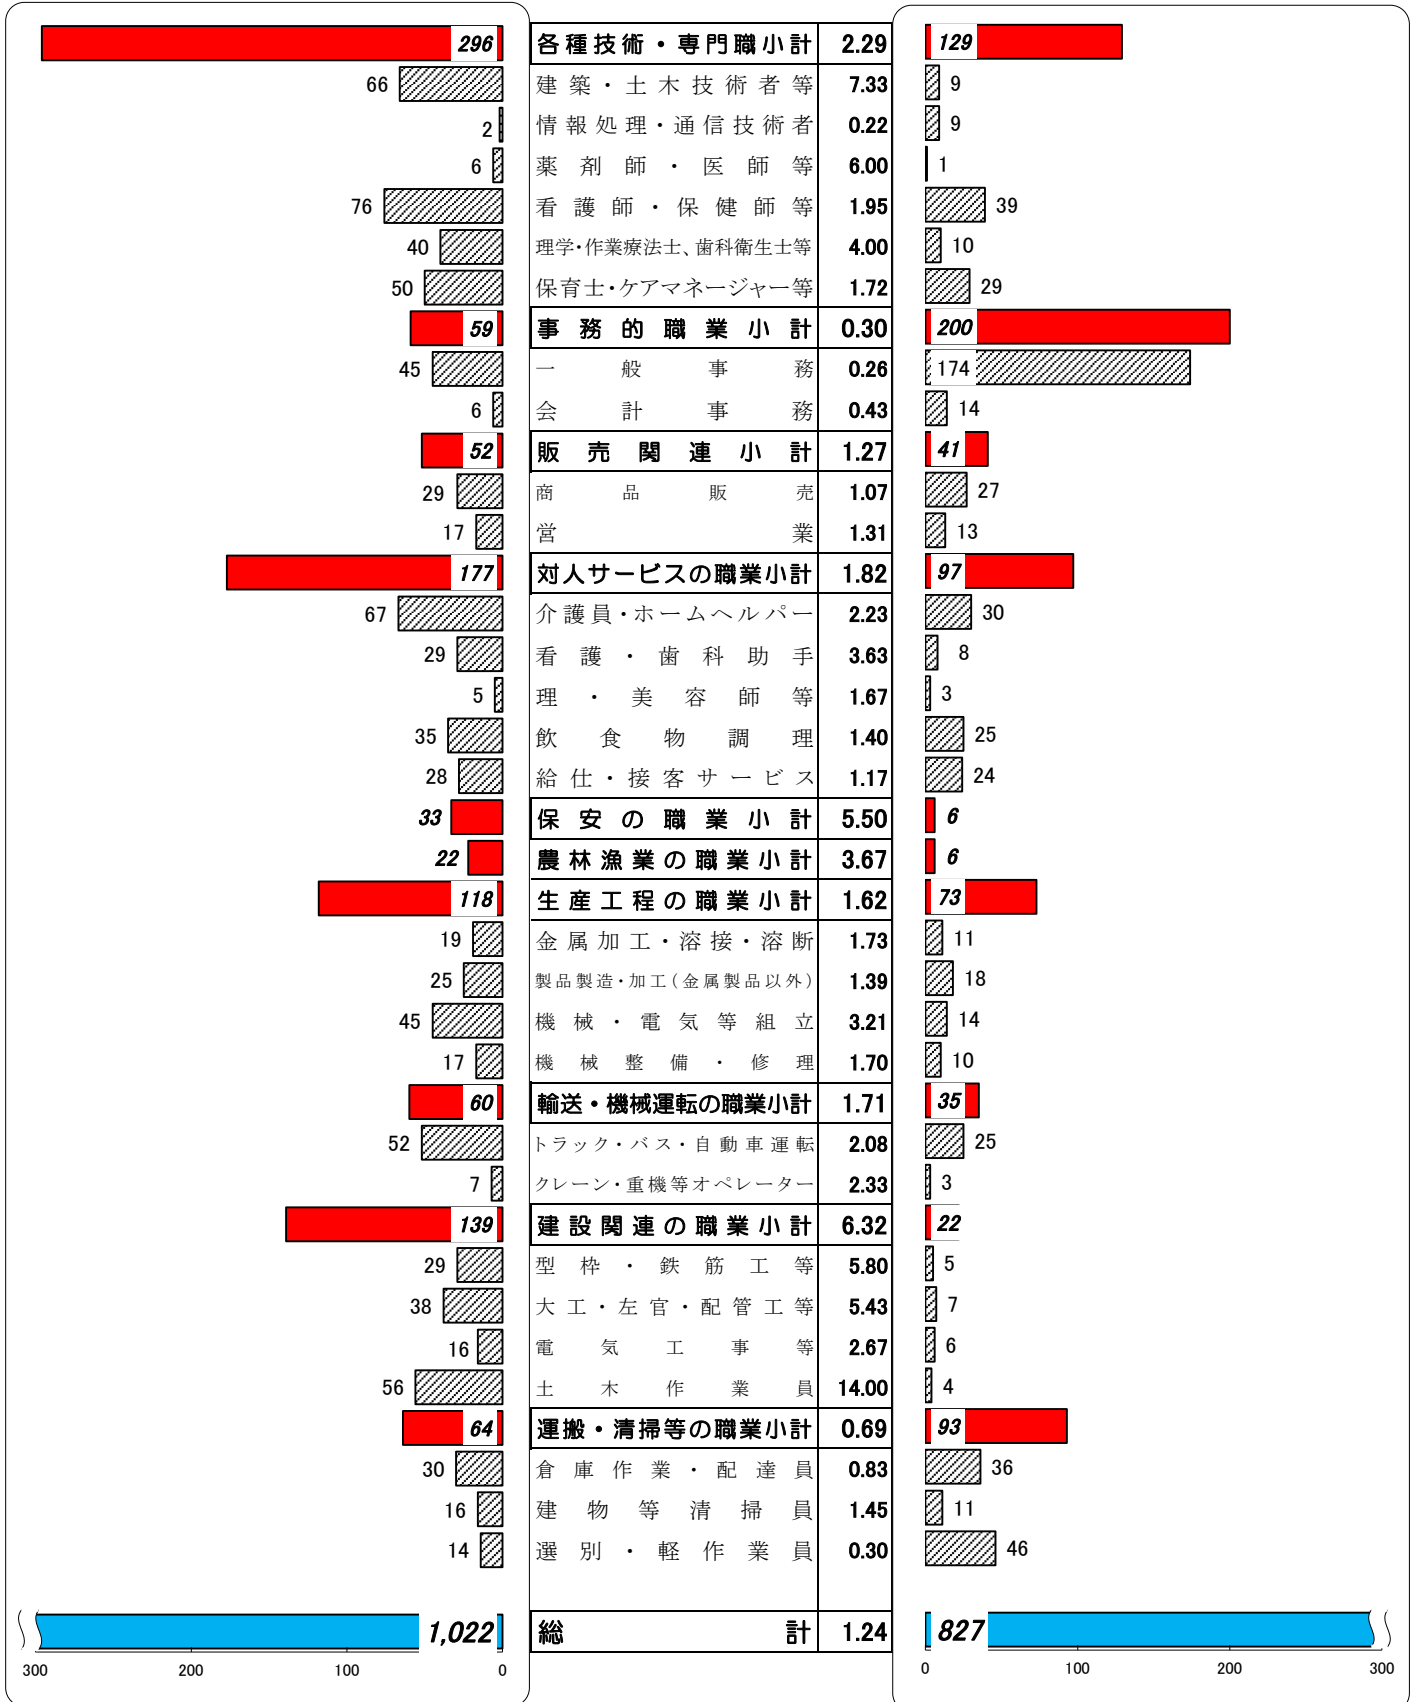 296 各種技術・専門職小計 2.29 129
66 建築・土木技術者等 7.33 9
2 情報処理・通信技術者 0.22 9
6 薬剤師・医師等 6.00 1
76 看護師・保健師等 1.95 39
40 理学・作業療法士、歯科衛生士等 4.00 10
50 保育士・ケアマネージャー等 1.72 29
59 事務的職業小計 0.30 200
45 一般事務 0.26 174
6 会計事務 0.43 14
52 販売関連小計 1.27 41
29 商品販売 1.07 27
17 営業 1.31 13
177 対人サービスの職業小計 1.82 97
67 介護員・ホームヘルパー 2.23 30
29 看護・歯科助手 3.63 8
5 理・美容師等 1.67 3
35 飲食物調理 1.40 25
28 給仕・接客サービス 1.17 24
33 保安の職業小計 5.50 6
22 農林漁業の職業小計 3.67 6
118 生産工程の職業小計 1.62 73
19 金属加工・溶接・溶断 1.73 11
25 製品製造・加工(金属製品以外) 1.39 18
45 機械・電気等組立 3.21 14
17 機械整備・修理 1.70 10
60 輸送・機械運転の職業小計 1.71 35
52 トラック・バス・自動車運転 2.08 25
7 クレーン・重機等オペレーター 2.33 3
139 建設関連の職業小計 6.32 22
29 型枠・鉄筋工等 5.80 5
38 大工・左官・配管工等 5.43 7
16 電気工事等 2.67 6
56 土木作業員 14.00 4
64 運搬・清掃等の職業小計 0.69 93
30 倉庫作業・配達員 0.83 36
16 建物等清掃員 1.45 11
14 選別・軽作業員 0.30 46
1,022 総計 1.24 827
300 200 100 0 0 100 200 300